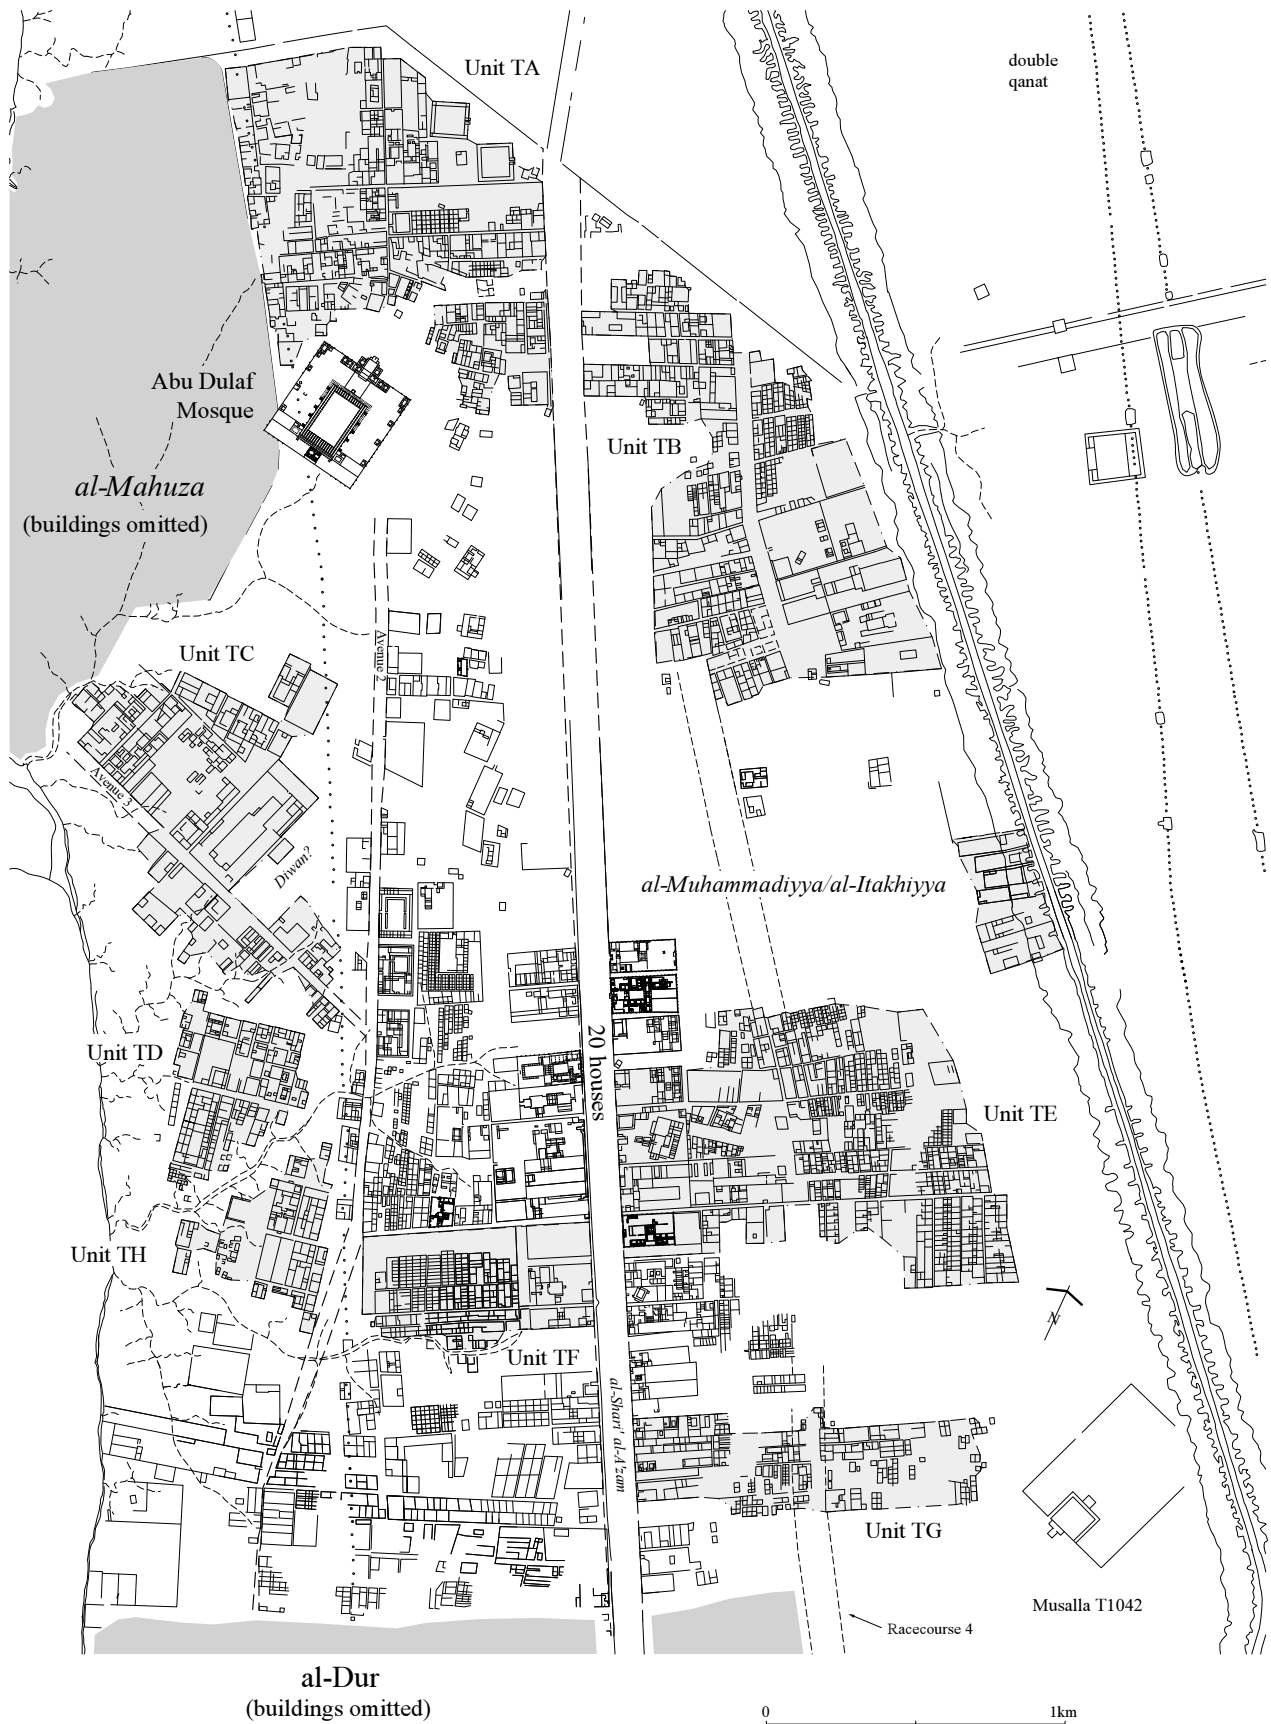 Unit TA
double
qanat
Abu Dulaf
Mosque
Unit TB
al-Mahuza
(buildings omitted)
Avenue 2
Unit TC
Avenue 3
Diwan?
al-Muhammadiyya/al-Itakhiyya
20 houses
Unit TD
Unit TE
Unit TH
N
Unit TF
al-Shari' al-A'zam
Unit TG
Musalla T1042
Racecourse 4
al-Dur
(buildings omitted)
0
1km